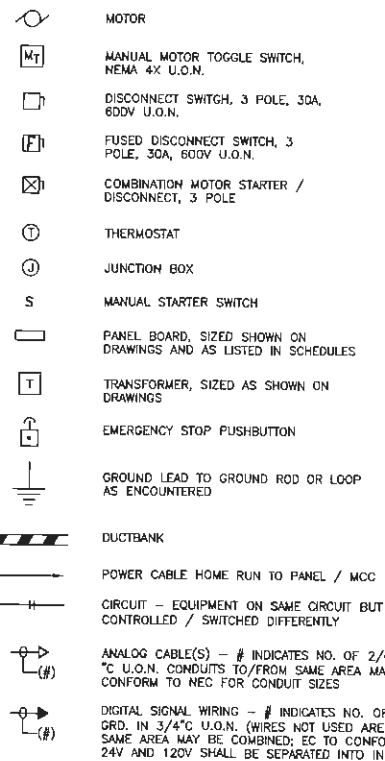 MOTOR
MT MANUAL MOTOR TOGGLE SWITCH,
NEMA 4X U.O.N.
DISCONNECT SWITCH, 3 POLE, 30A,
600V U.O.N.
F FUSED DISCONNECT SWITCH, 3
POLE, 30A, 600V U.O.N.
COMBINATION MOTOR STARTER /
DISCONNECT, 3 POLE
T THERMOSTAT
J JUNCTION BOX
S MANUAL STARTER SWITCH
PANEL BOARD, SIZED SHOWN ON
DRAWINGS AND AS LISTED IN SCHEDULES
T TRANSFORMER, SIZED AS SHOWN ON
DRAWINGS
EMERGENCY STOP PUSHBUTTON
GROUND LEAD TO GROUND ROD OR LOOP
AS ENCOUNTERED
DUCTBANK
POWER CABLE HOME RUN TO PANEL / MCC
CIRCUIT – EQUIPMENT ON SAME CIRCUIT BUT
CONTROLLED / SWITCHED DIFFERENTLY
ANALOG CABLE(S) – # INDICATES NO. OF 2/
(#) "C U.O.N. CONDUITS TO/FROM SAME AREA MA
CONFORM TO NEC FOR CONDUIT SIZES
DIGITAL SIGNAL WIRING – # INDICATES NO. OF
(#) GRD. IN 3/4"C U.O.N. (WIRES NOT USED ARE
SAME AREA MAY BE COMBINED; EC TO CONFO
24V AND 120V SHALL BE SEPARATED INTO IN